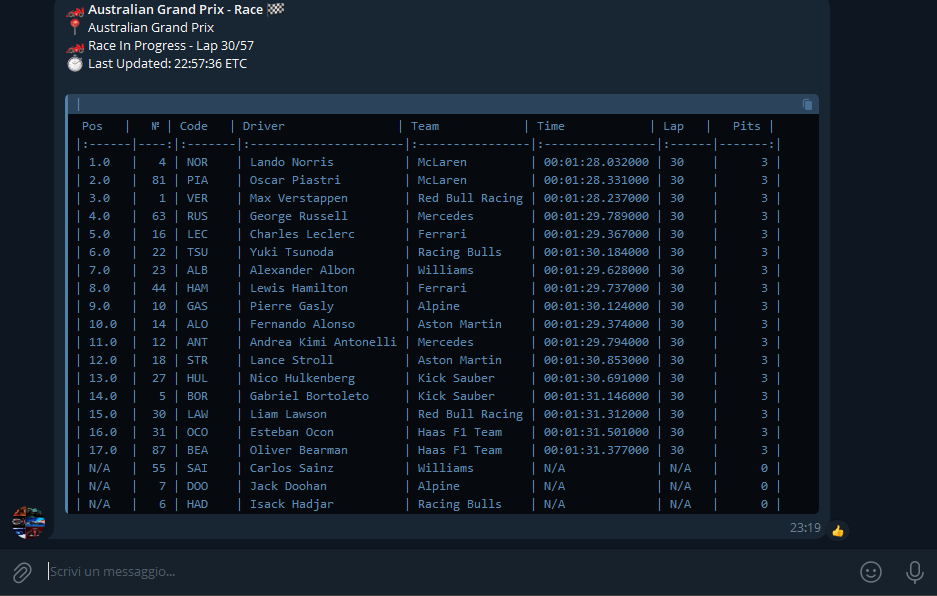 Australian Grand Prix - Race 🏁
Australian Grand Prix
Race In Progress - Lap 30/57
Last Updated: 22:57:36 ETC
|
Pos | № | Code | Driver | Team | Time | Lap | Pits |
|:------|----:|:-------|:----------------------|:----------------|:----------------|:------|-------:|
| 1.0 | 4 | NOR | Lando Norris | McLaren | 00:01:28.032000 | 30 | 3 |
| 2.0 | 81 | PIA | Oscar Piastri | McLaren | 00:01:28.331000 | 30 | 3 |
| 3.0 | 1 | VER | Max Verstappen | Red Bull Racing | 00:01:28.237000 | 30 | 3 |
| 4.0 | 63 | RUS | George Russell | Mercedes | 00:01:29.789000 | 30 | 3 |
| 5.0 | 16 | LEC | Charles Leclerc | Ferrari | 00:01:29.367000 | 30 | 3 |
| 6.0 | 22 | TSU | Yuki Tsunoda | Racing Bulls | 00:01:30.184000 | 30 | 3 |
| 7.0 | 23 | ALB | Alexander Albon | Williams | 00:01:29.628000 | 30 | 3 |
| 8.0 | 44 | HAM | Lewis Hamilton | Ferrari | 00:01:29.737000 | 30 | 3 |
| 9.0 | 10 | GAS | Pierre Gasly | Alpine | 00:01:30.124000 | 30 | 3 |
| 10.0 | 14 | ALO | Fernando Alonso | Aston Martin | 00:01:29.374000 | 30 | 3 |
| 11.0 | 12 | ANT | Andrea Kimi Antonelli | Mercedes | 00:01:29.794000 | 30 | 3 |
| 12.0 | 18 | STR | Lance Stroll | Aston Martin | 00:01:30.853000 | 30 | 3 |
| 13.0 | 27 | HUL | Nico Hulkenberg | Kick Sauber | 00:01:30.691000 | 30 | 3 |
| 14.0 | 5 | BOR | Gabriel Bortoleto | Kick Sauber | 00:01:31.146000 | 30 | 3 |
| 15.0 | 30 | LAW | Liam Lawson | Red Bull Racing | 00:01:31.312000 | 30 | 3 |
| 16.0 | 31 | OCO | Esteban Ocon | Haas F1 Team | 00:01:31.501000 | 30 | 3 |
| 17.0 | 87 | BEA | Oliver Bearman | Haas F1 Team | 00:01:31.377000 | 30 | 3 |
| N/A | 55 | SAI | Carlos Sainz | Williams | N/A | N/A | 0 |
| N/A | 7 | DOO | Jack Doohan | Alpine | N/A | N/A | 0 |
| N/A | 6 | HAD | Isack Hadjar | Racing Bulls | N/A | N/A | 0 |
23:19
Scrivi un messaggio...